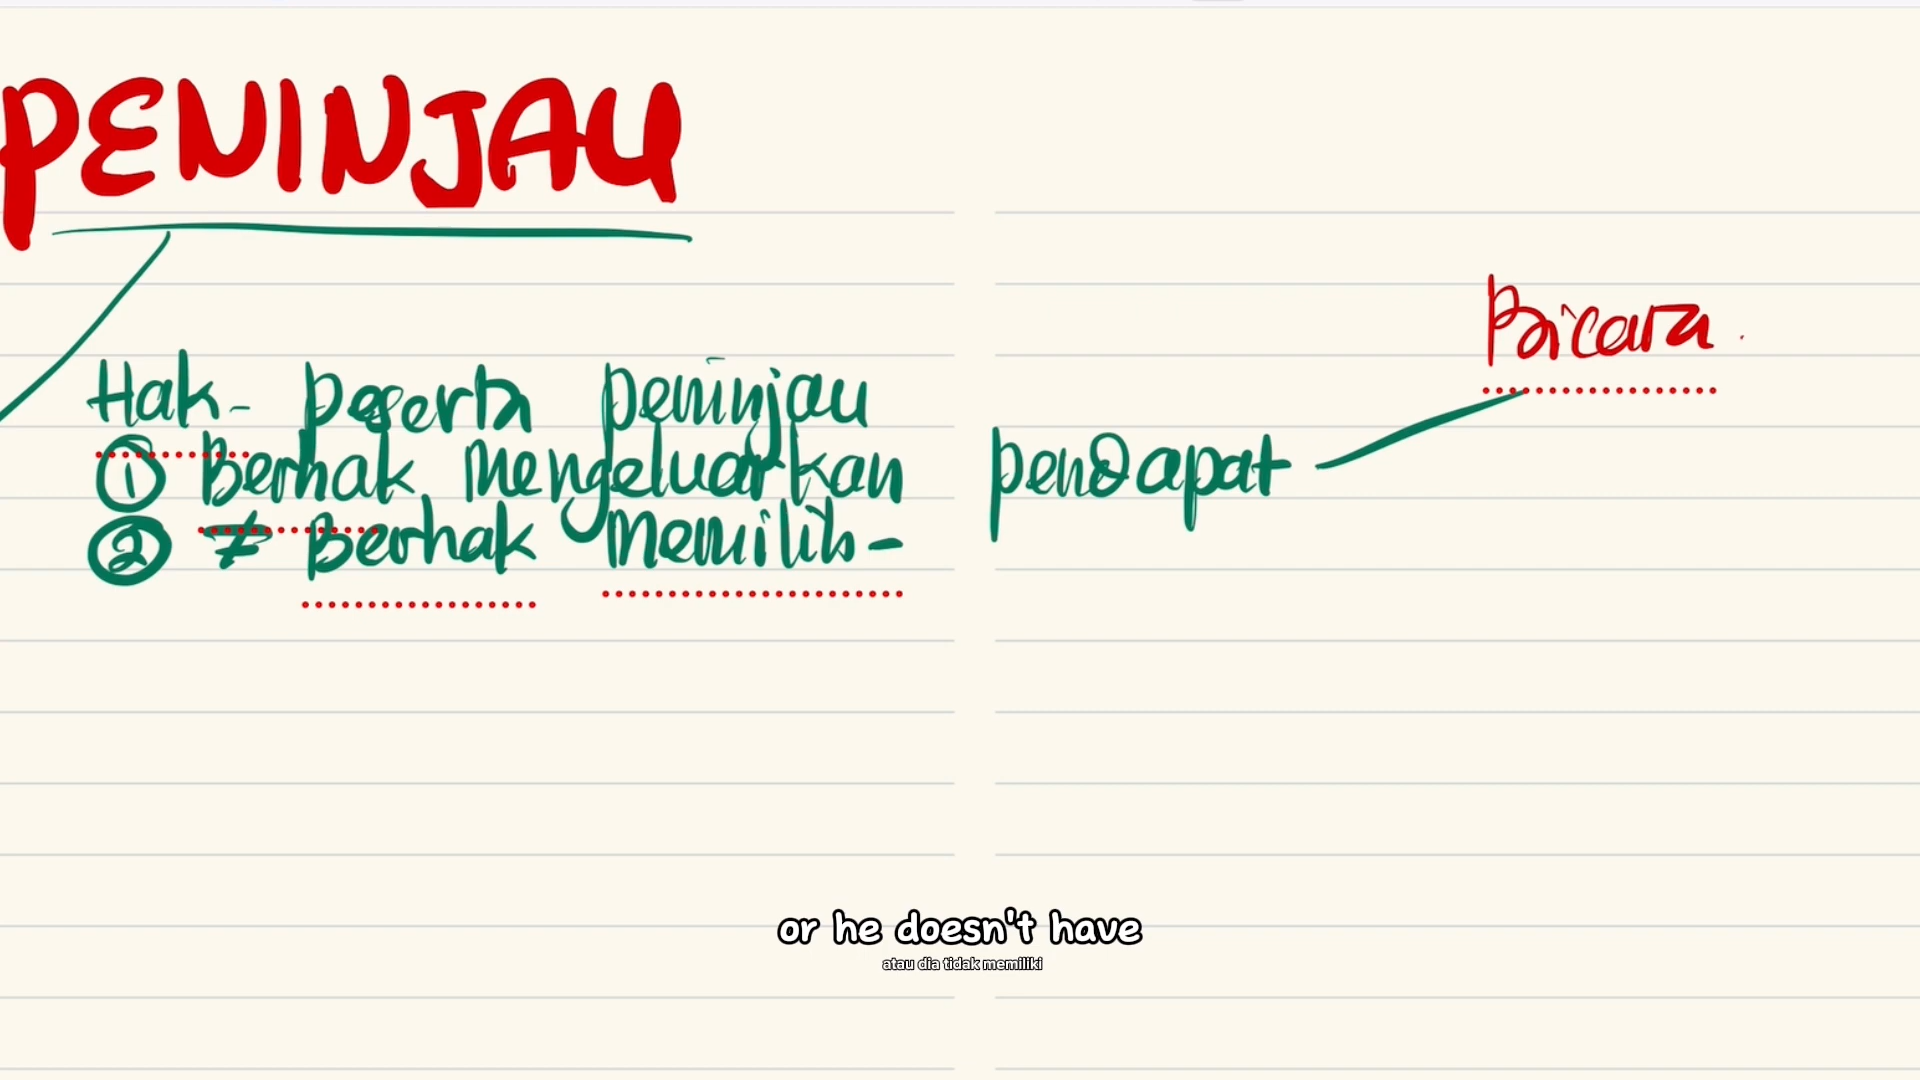 PENINJAU
Bicara.
Hak- peserta peninjau
① Berhak mengeluarkan pendapat
② ≠ Berhak memilih-
or he doesn't have
atau dia tidak memiliki